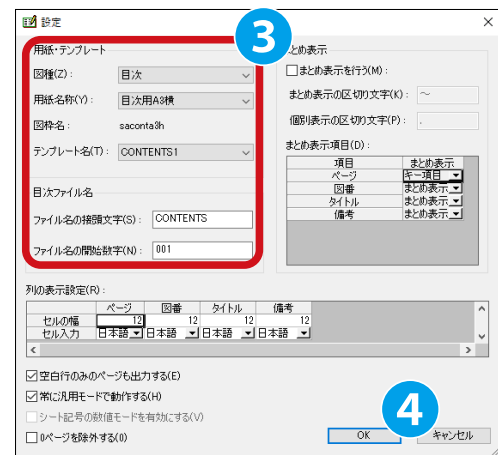 設定
3
用紙・テンプレート
図種(Z): 目次
用紙名称(Y): 目次用A3横
図枠名: saconta3h
テンプレート名(T): CONTENTS1
目次ファイル名
ファイル名の接頭文字(S): CONTENTS
ファイル名の開始数字(N): 001
とめ表示
まとめ表示を行う(M):
まとめ表示の区切り文字(K): ～
個別表示の区切り文字(P): .
まとめ表示項目(D):
項目 まとめ表示
ページ キー項目
図番 まとめ表示
タイトル まとめ表示
備考 まとめ表示
列の表示設定(R):
ページ 図番 タイトル 備考
セルの幅 12 12 12 12
セル入力 日本語 日本語 日本語 日本語
空白行のみのページも出力する(E)
常に汎用モードで動作する(H)
シート記号の数値モードを有効にする(V)
0ページを除外する(0)
4
OK キャンセル